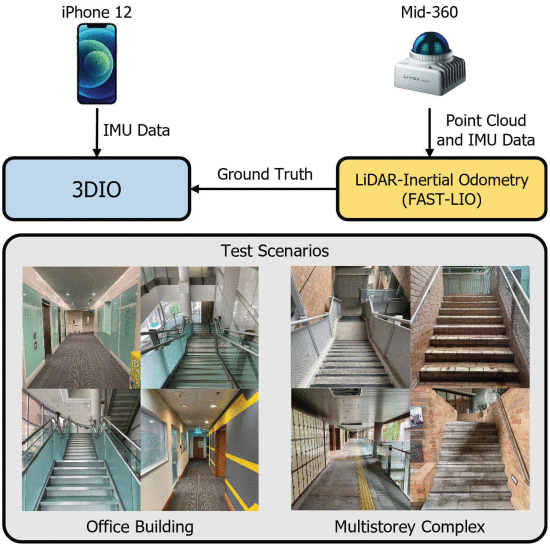 iPhone 12
Mid-360
LIVOX
IMU Data
Point Cloud
and IMU Data
3DIO
Ground Truth
LiDAR-Inertial Odometry
(FAST-LIO)
Test Scenarios
Office Building
Multistorey Complex